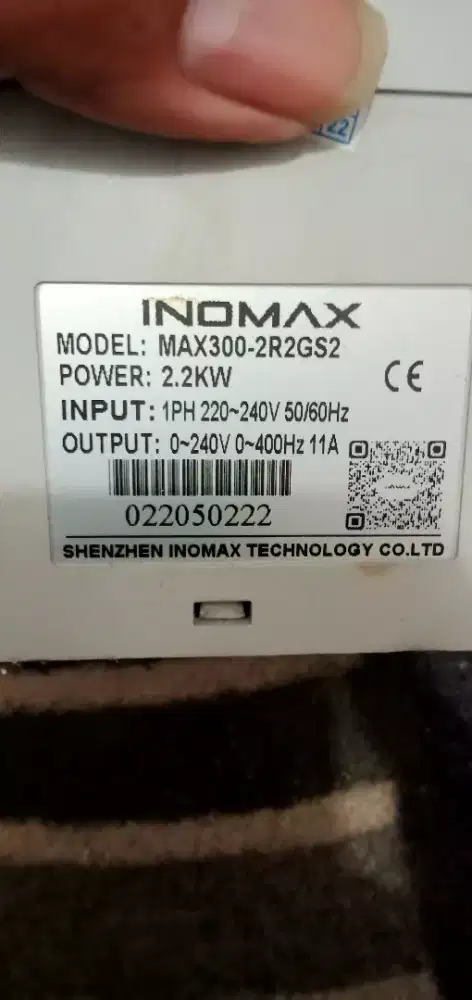 22
INOMAX
MODEL: MAX300-2R2GS2
POWER: 2.2KW
CE
INPUT: 1PH 220~240V 50/60Hz
OUTPUT: 0~240V 0~400Hz 11A
022050222
SHENZHEN INOMAX TECHNOLOGY CO.LTD